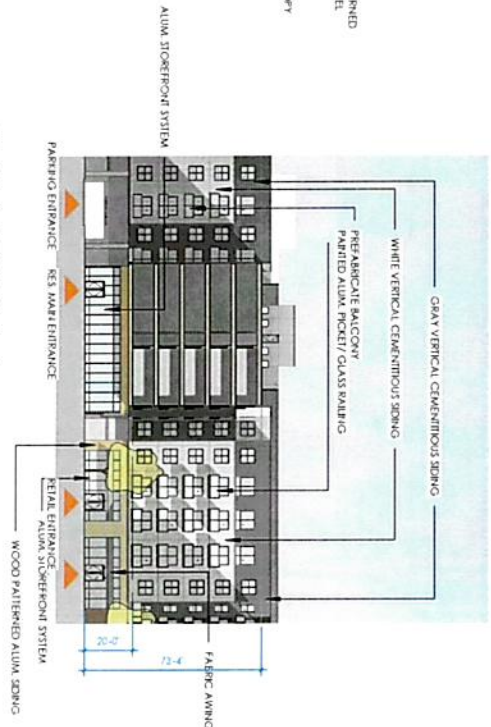 GRAY VERTICAL CEMENTITIOUS SIDING
WHITE VERTICAL CEMENTITIOUS SIDING
PREFABRICATE BALCONY
PAINTED ALUM. PICKET/ GLASS RAILING
ALUM. STOREFRONT SYSTEM
PARKING ENTRANCE
RES. MAIN ENTRANCE
RETAIL ENTRANCE
ALUM. STOREFRONT SYSTEM
WOOD PATTERNED ALUM. SIDING
FABRIC AWING
20'-0"
73'-4"